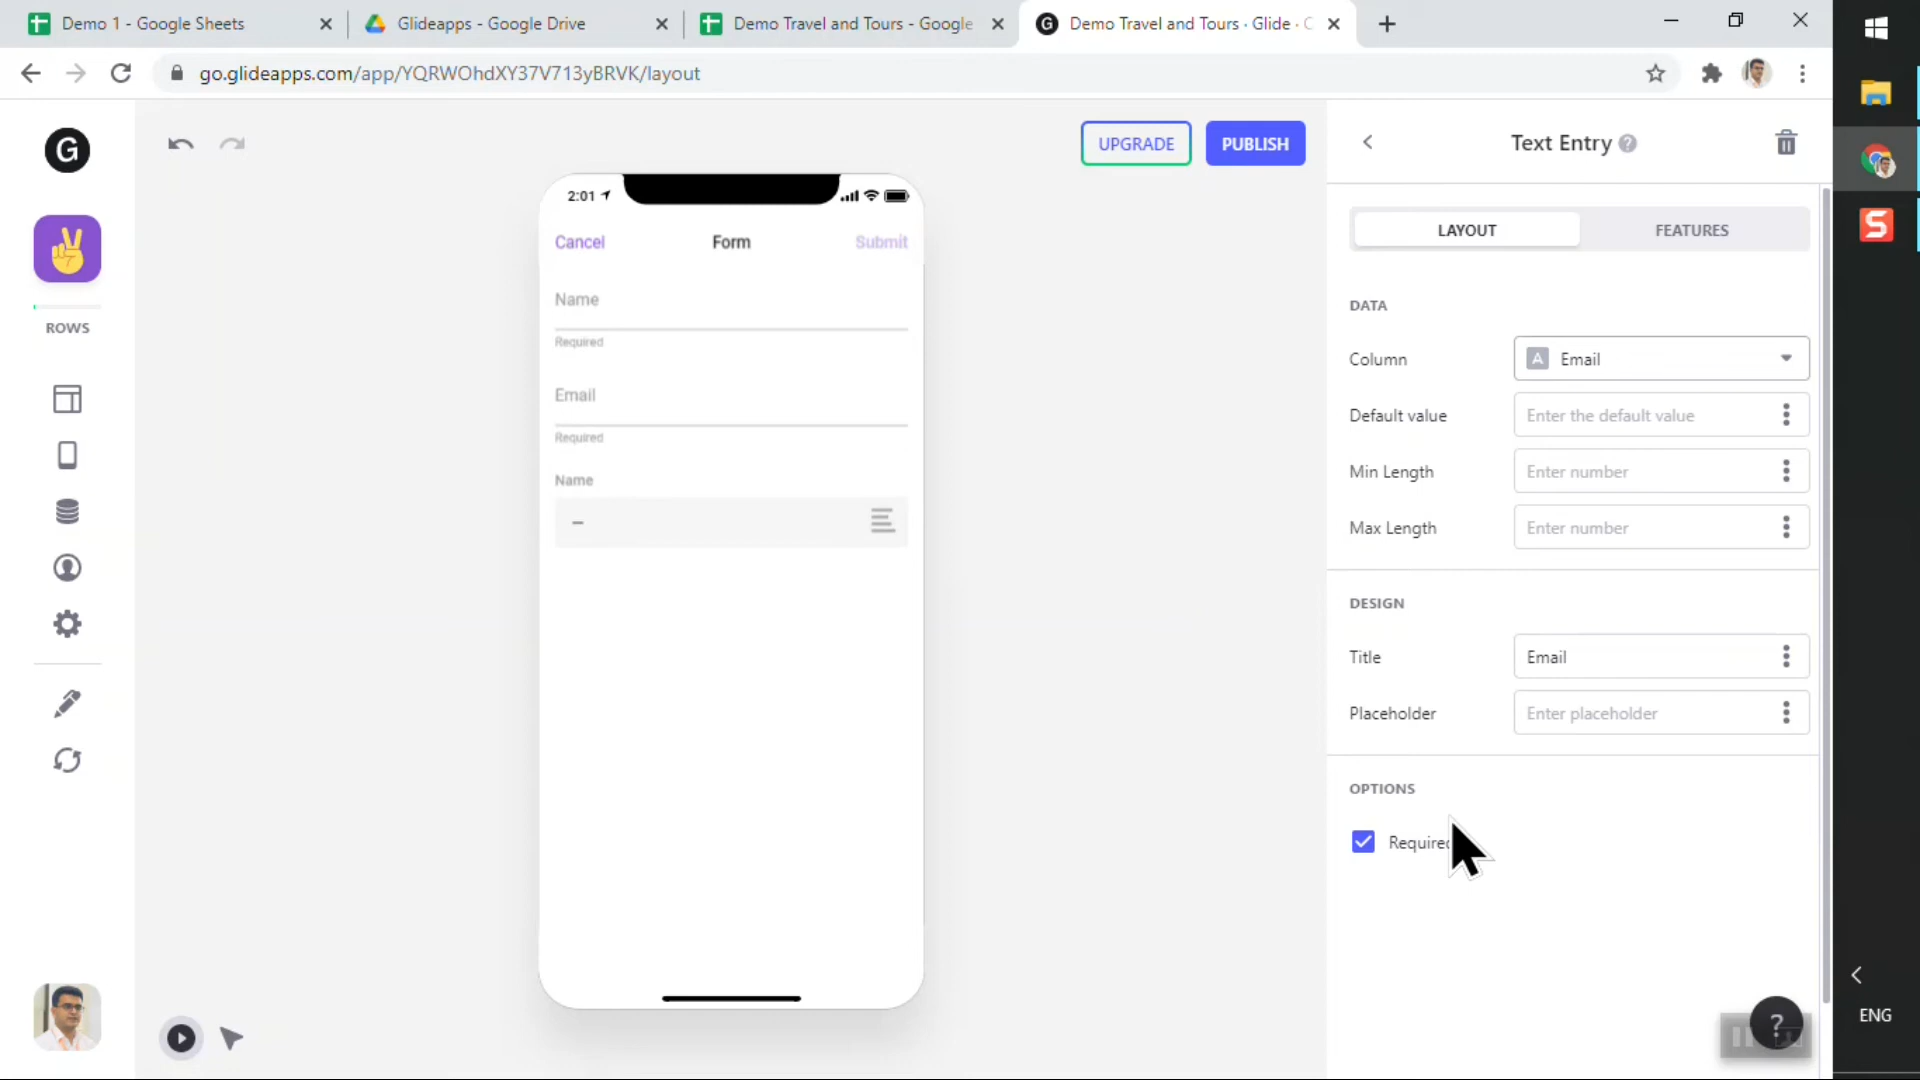 Demo 1 - Google Sheets
Glideapps - Google Drive
Demo Travel and Tours - Google
Demo Travel and Tours · Glide ·
go.glideapps.com/app/YQRWOhdXY37V713yBRVK/layout
G
ROWS
UPGRADE
PUBLISH
2:01
Cancel
Form
Submit
Name
Required
Email
Required
Name
–
Text Entry ?
LAYOUT
FEATURES
DATA
Column
A Email
Default value
Enter the default value
Min Length
Enter number
Max Length
Enter number
DESIGN
Title
Email
Placeholder
Enter placeholder
OPTIONS
Required
?
S
ENG